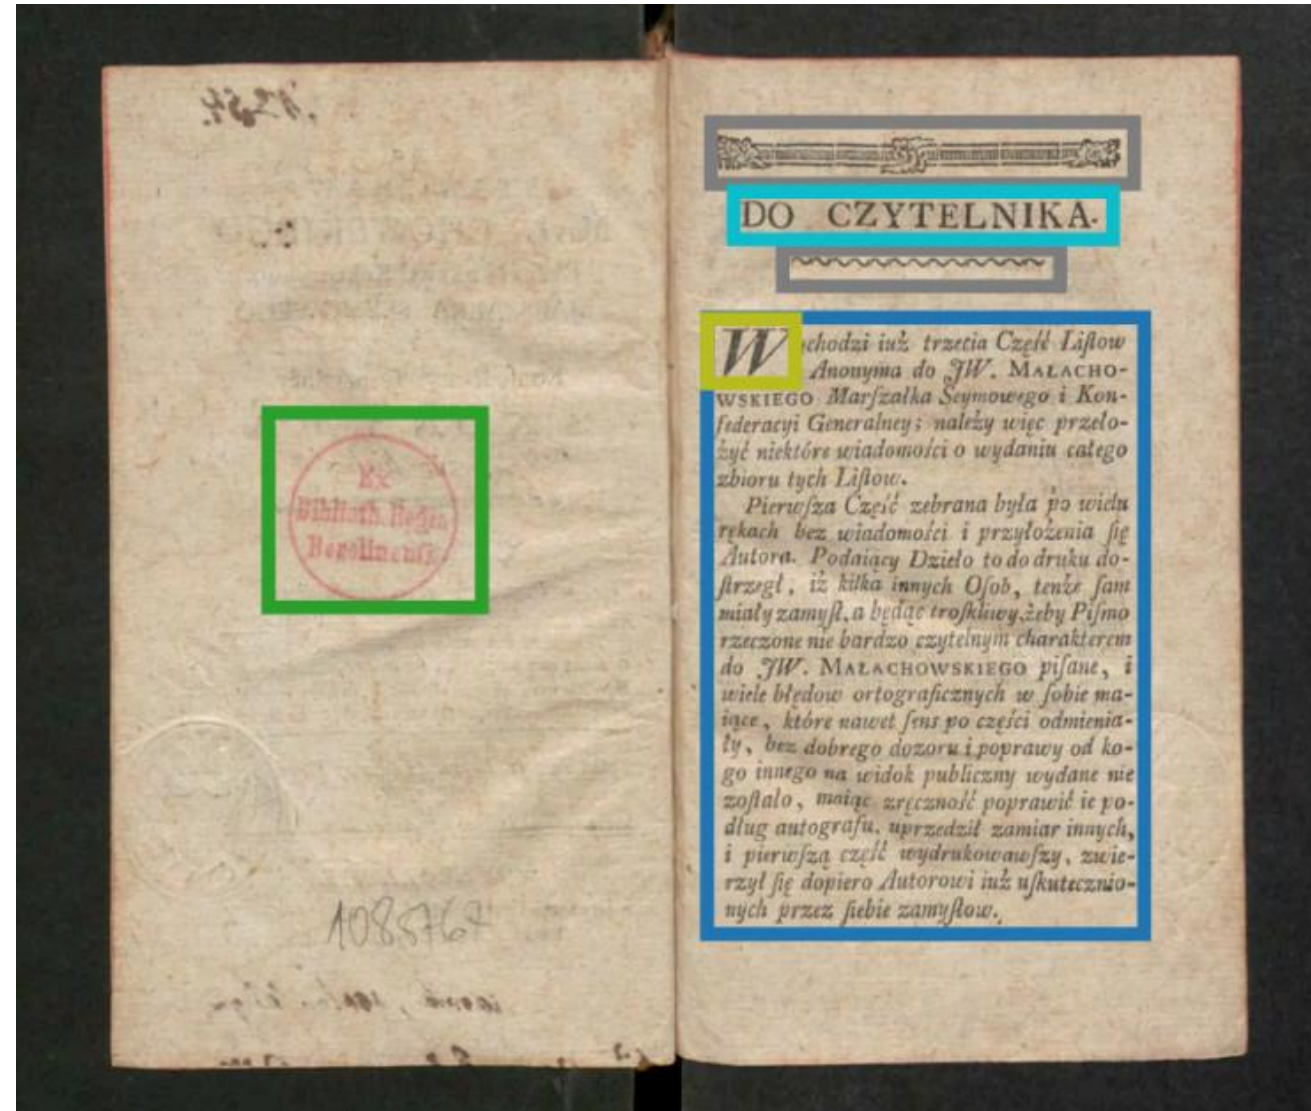 Ex
Biblioth. Regia
Berolinensi.
1085767
DO CZYTELNIKA.
Wychodzi iuż trzecia Część Liſtow
Anonyma do JW. MAŁACHO-
WSKIEGO Marſzałka Seymowego i Kon-
federacyi Generalney; należy więc przeło-
żyć niektóre wiadomości o wydaniu całego
zbioru tych Liſtow.
Pierwſza Część zebrana była po wielu
rękach bez wiadomości i przyłożenia ſię
Autora. Podaiący Dzieło to do druku do-
ſtrzegł, iż kilka innych Oſob, tenże ſam
miały zamyſł, a będąc troſkliwy, żeby Piſmo
rzeczone nie bardzo czytelnym charakterem
do JW. MAŁACHOWSKIEGO piſane, i
wiele błędow ortograficznych w ſobie ma-
iące, które nawet ſens po części odmienia-
ły, bez dobrego dozoru i poprawy od ko-
go innego na widok publiczny wydane nie
zoſtało, maiąc zręczność poprawić ie po-
dług autografu, uprzedził zamiar innych,
i pierwſzą część wydrukowawſzy, zwie-
rzył ſię dopiero Autorowi iuż uſkutecznio-
nych przez ſiebie zamyſłow.